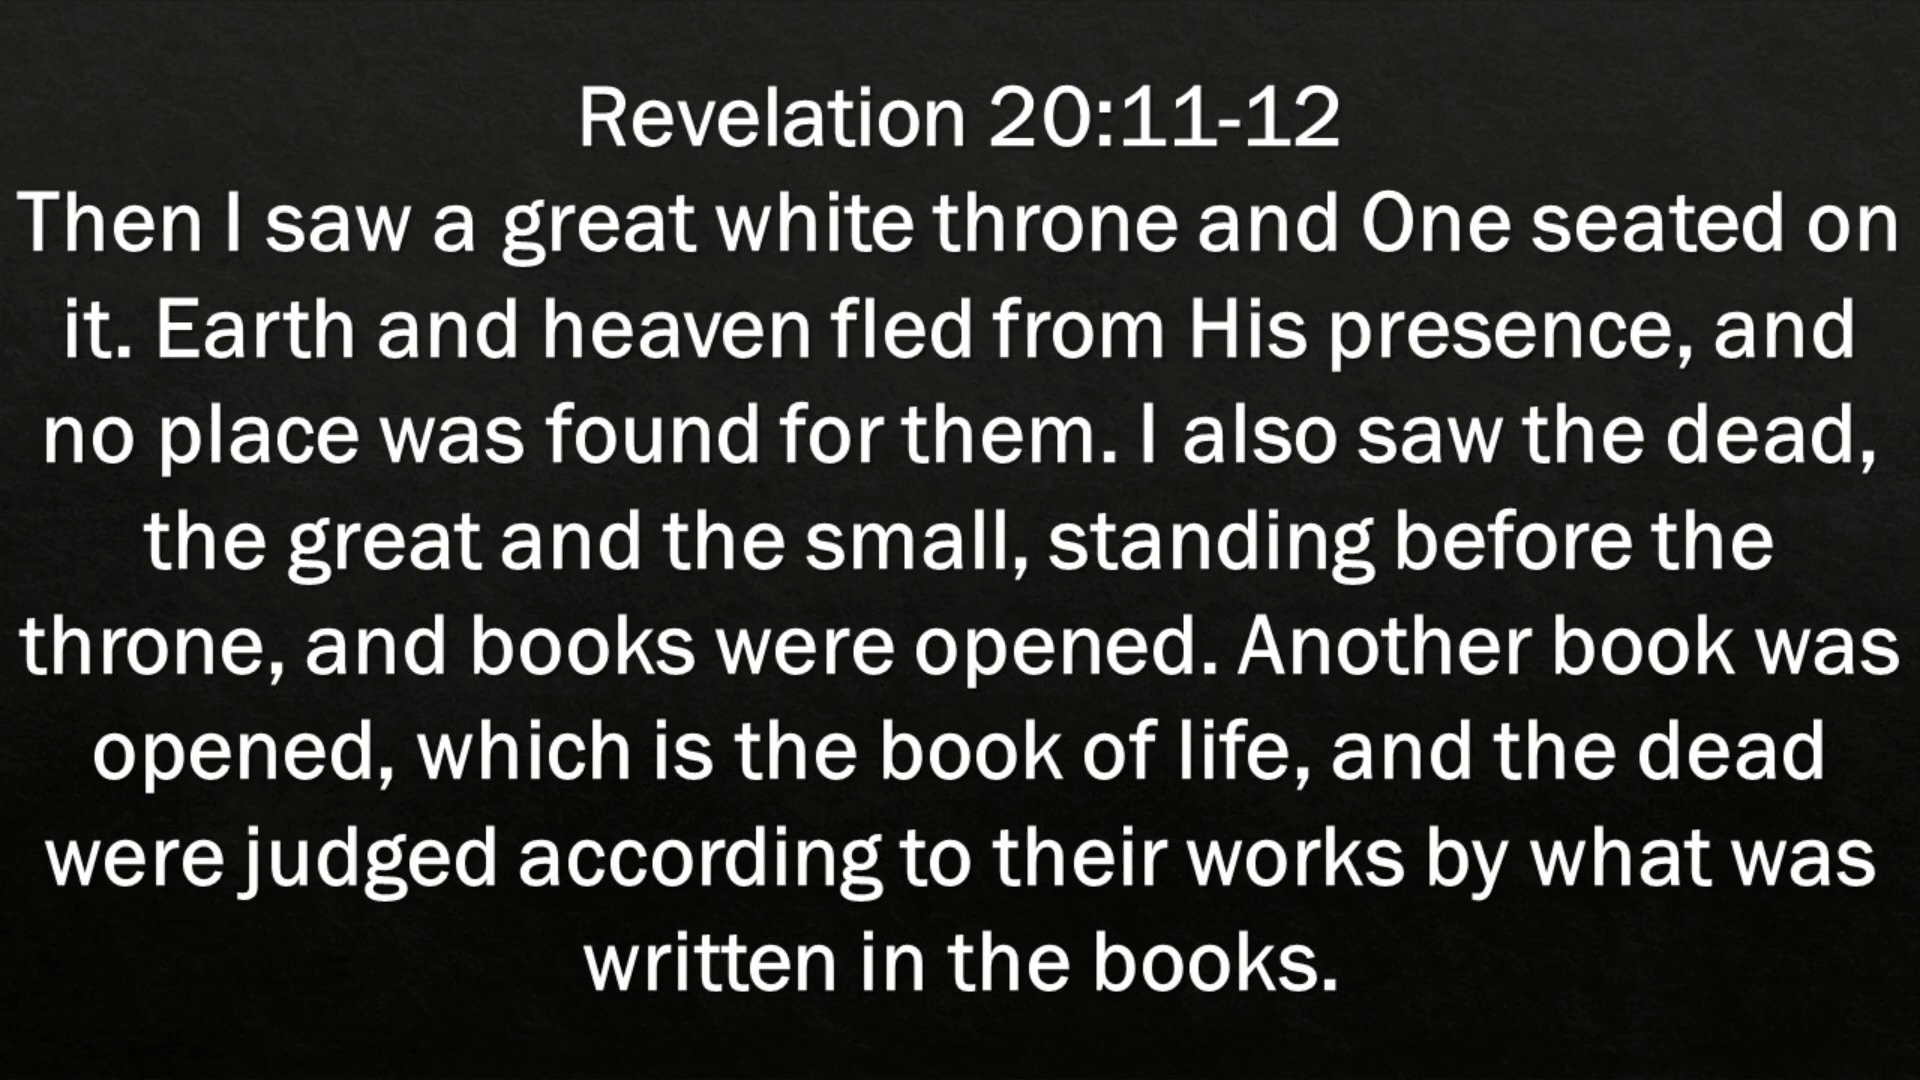 Revelation 20:11-12
Then I saw a great white throne and One seated on
it. Earth and heaven fled from His presence, and
no place was found for them. I also saw the dead,
the great and the small, standing before the
throne, and books were opened. Another book was
opened, which is the book of life, and the dead
were judged according to their works by what was
written in the books.